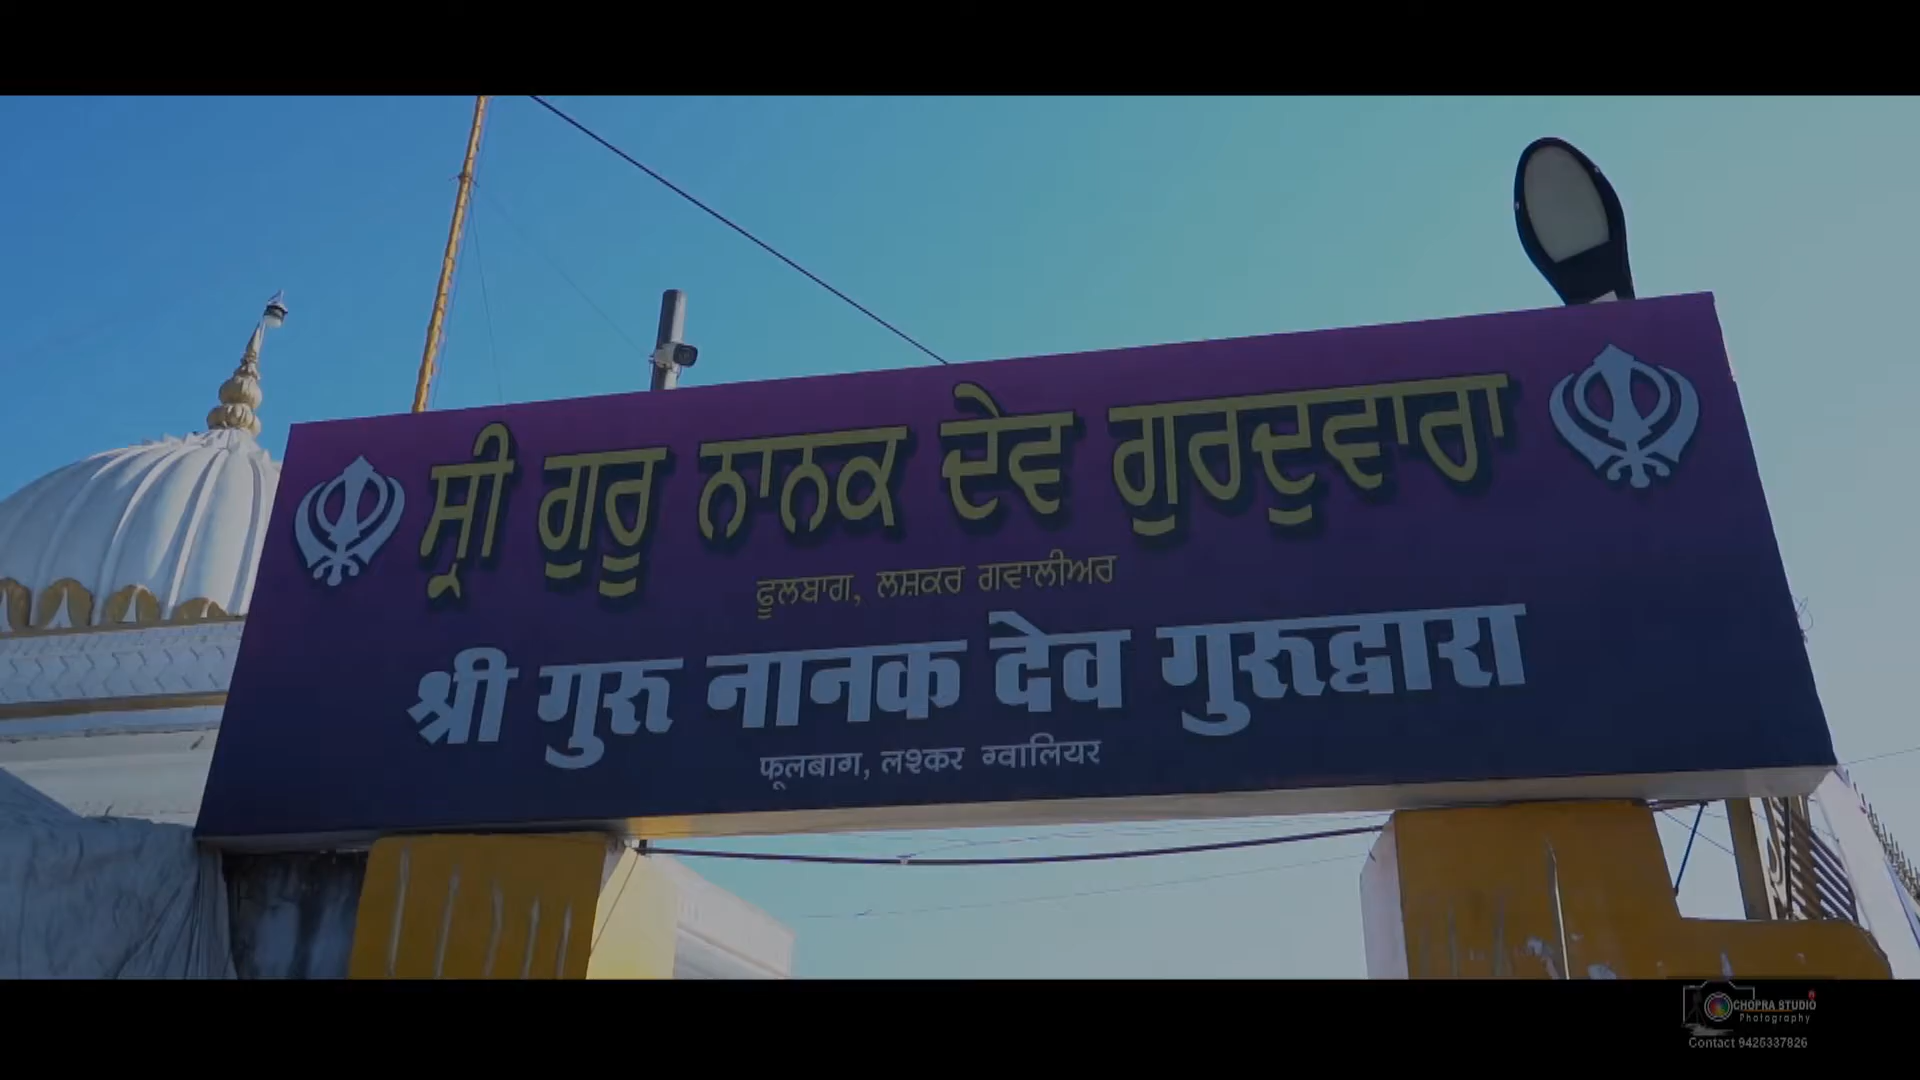 ਸ੍ਰੀ ਗੁਰੂ ਨਾਨਕ ਦੇਵ ਗੁਰਦੁਵਾਰਾ
ਫੂਲਬਾਗ, ਲਸ਼ਕਰ ਗਵਾਲੀਅਰ
श्री गुरु नानक देव गुरुद्वारा
फूलबाग, लश्कर ग्वालियर
CHOPRA STUDIO
Photography
Contact 9425337826